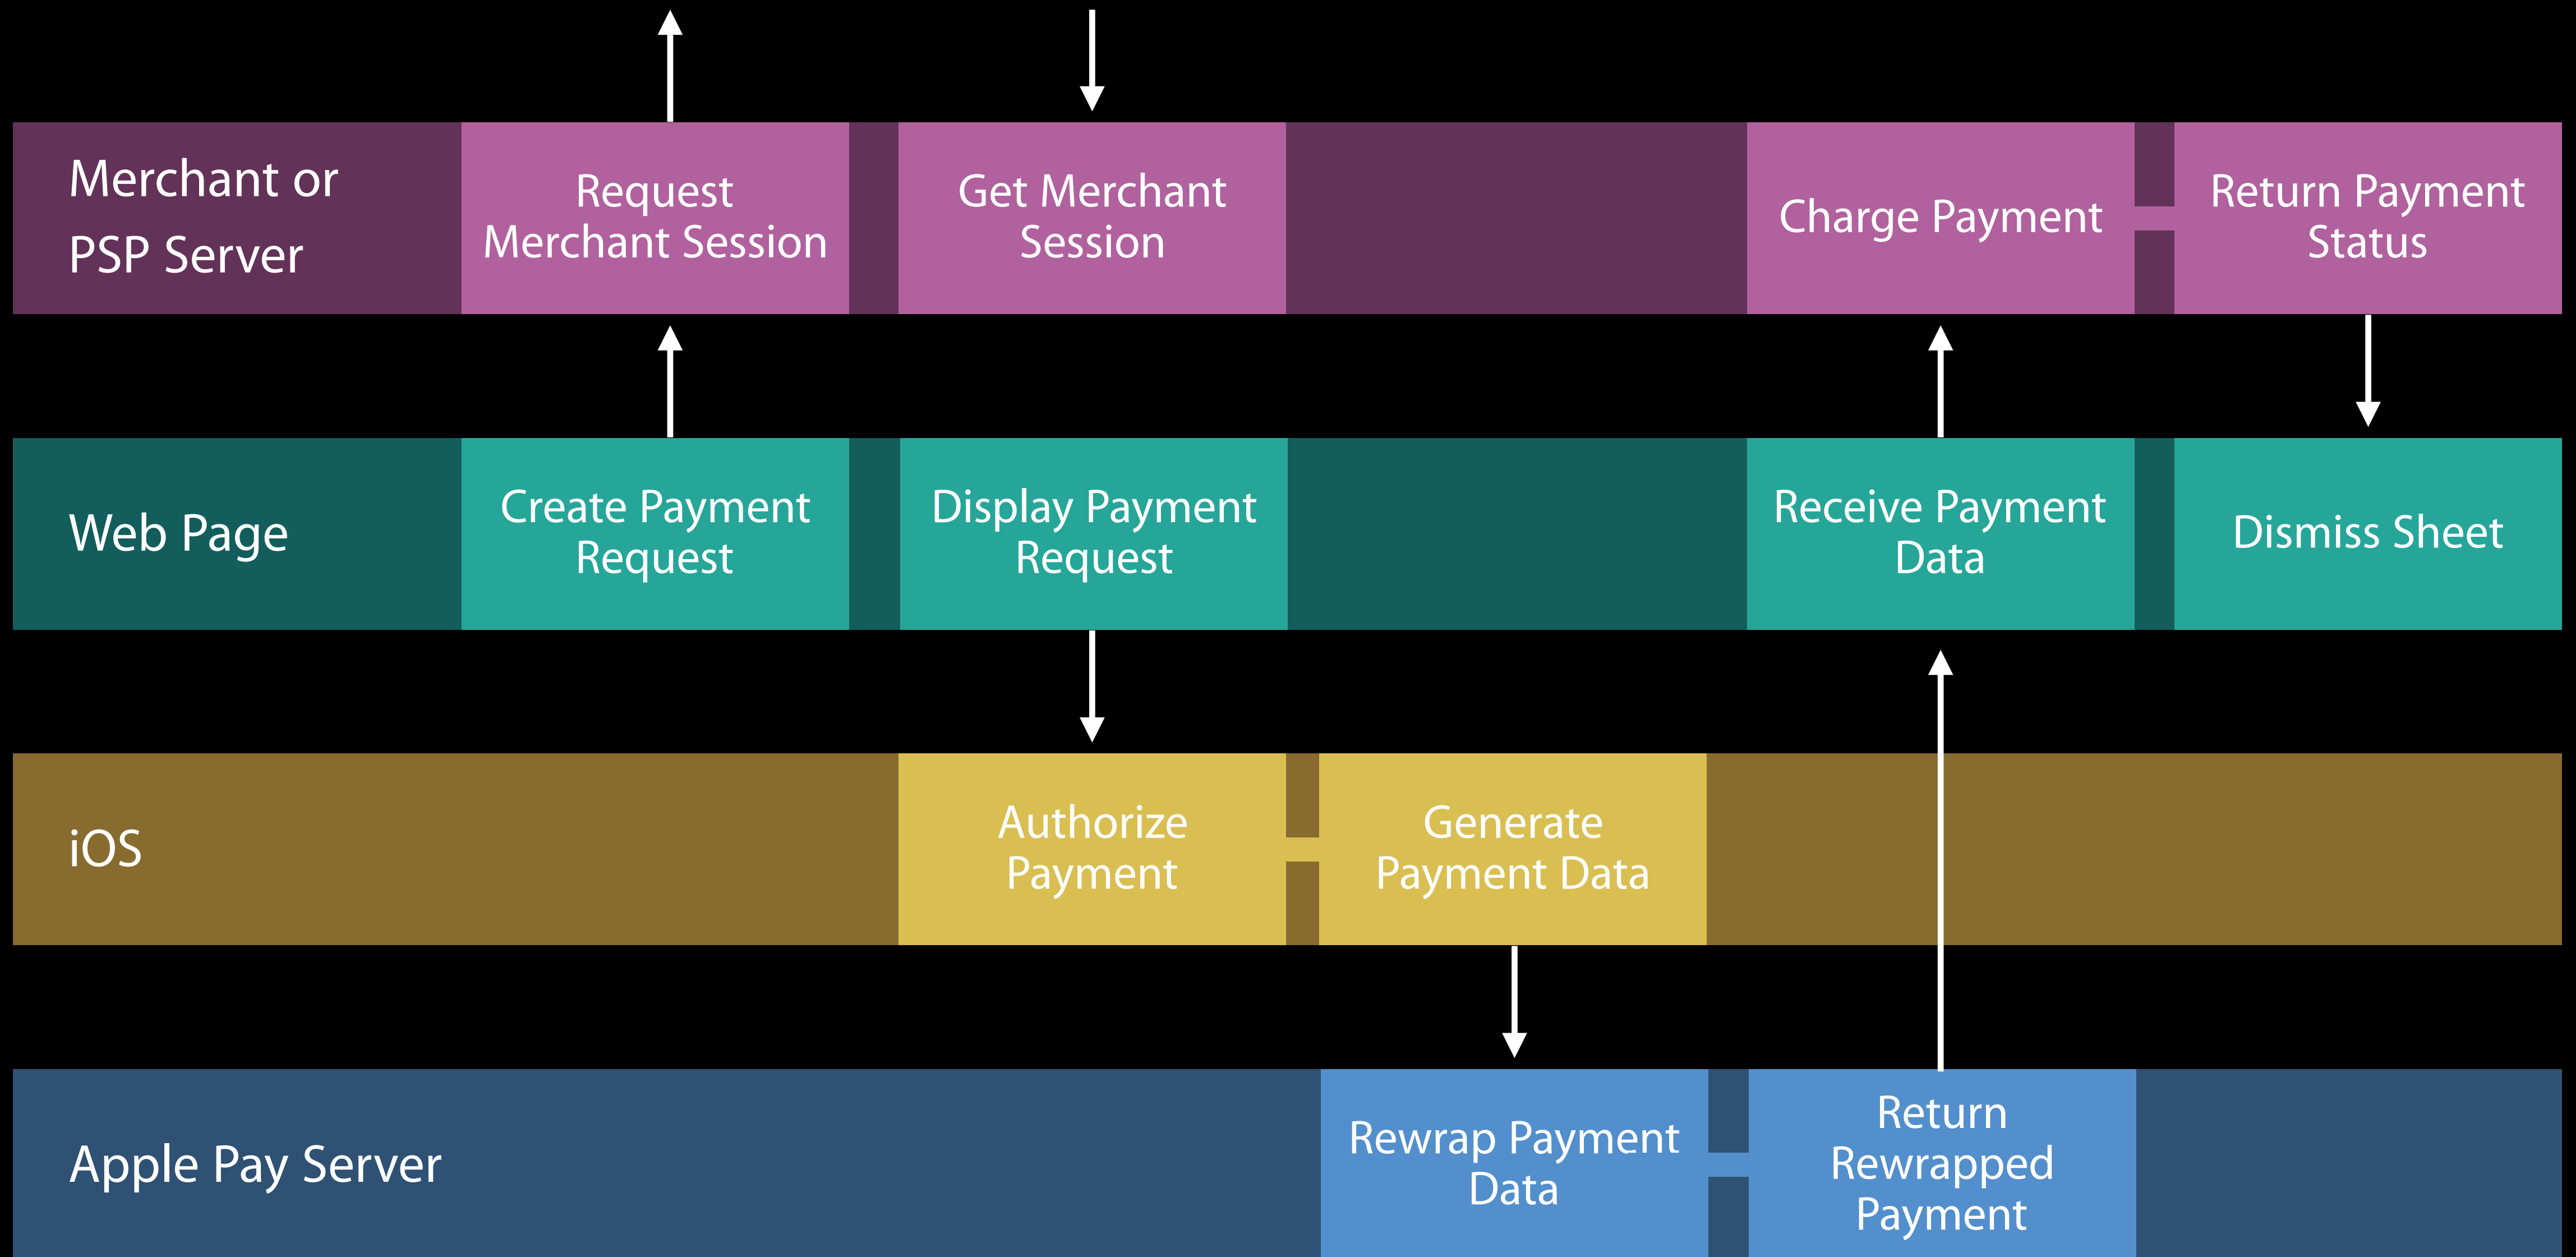 Merchant or
PSP Server
Request
Merchant Session
Get Merchant
Session
Charge Payment
Return Payment
Status
Web Page
Create Payment
Request
Display Payment
Request
Receive Payment
Data
Dismiss Sheet
iOS
Authorize
Payment
Generate
Payment Data
Apple Pay Server
Rewrap Payment
Data
Return
Rewrapped
Payment